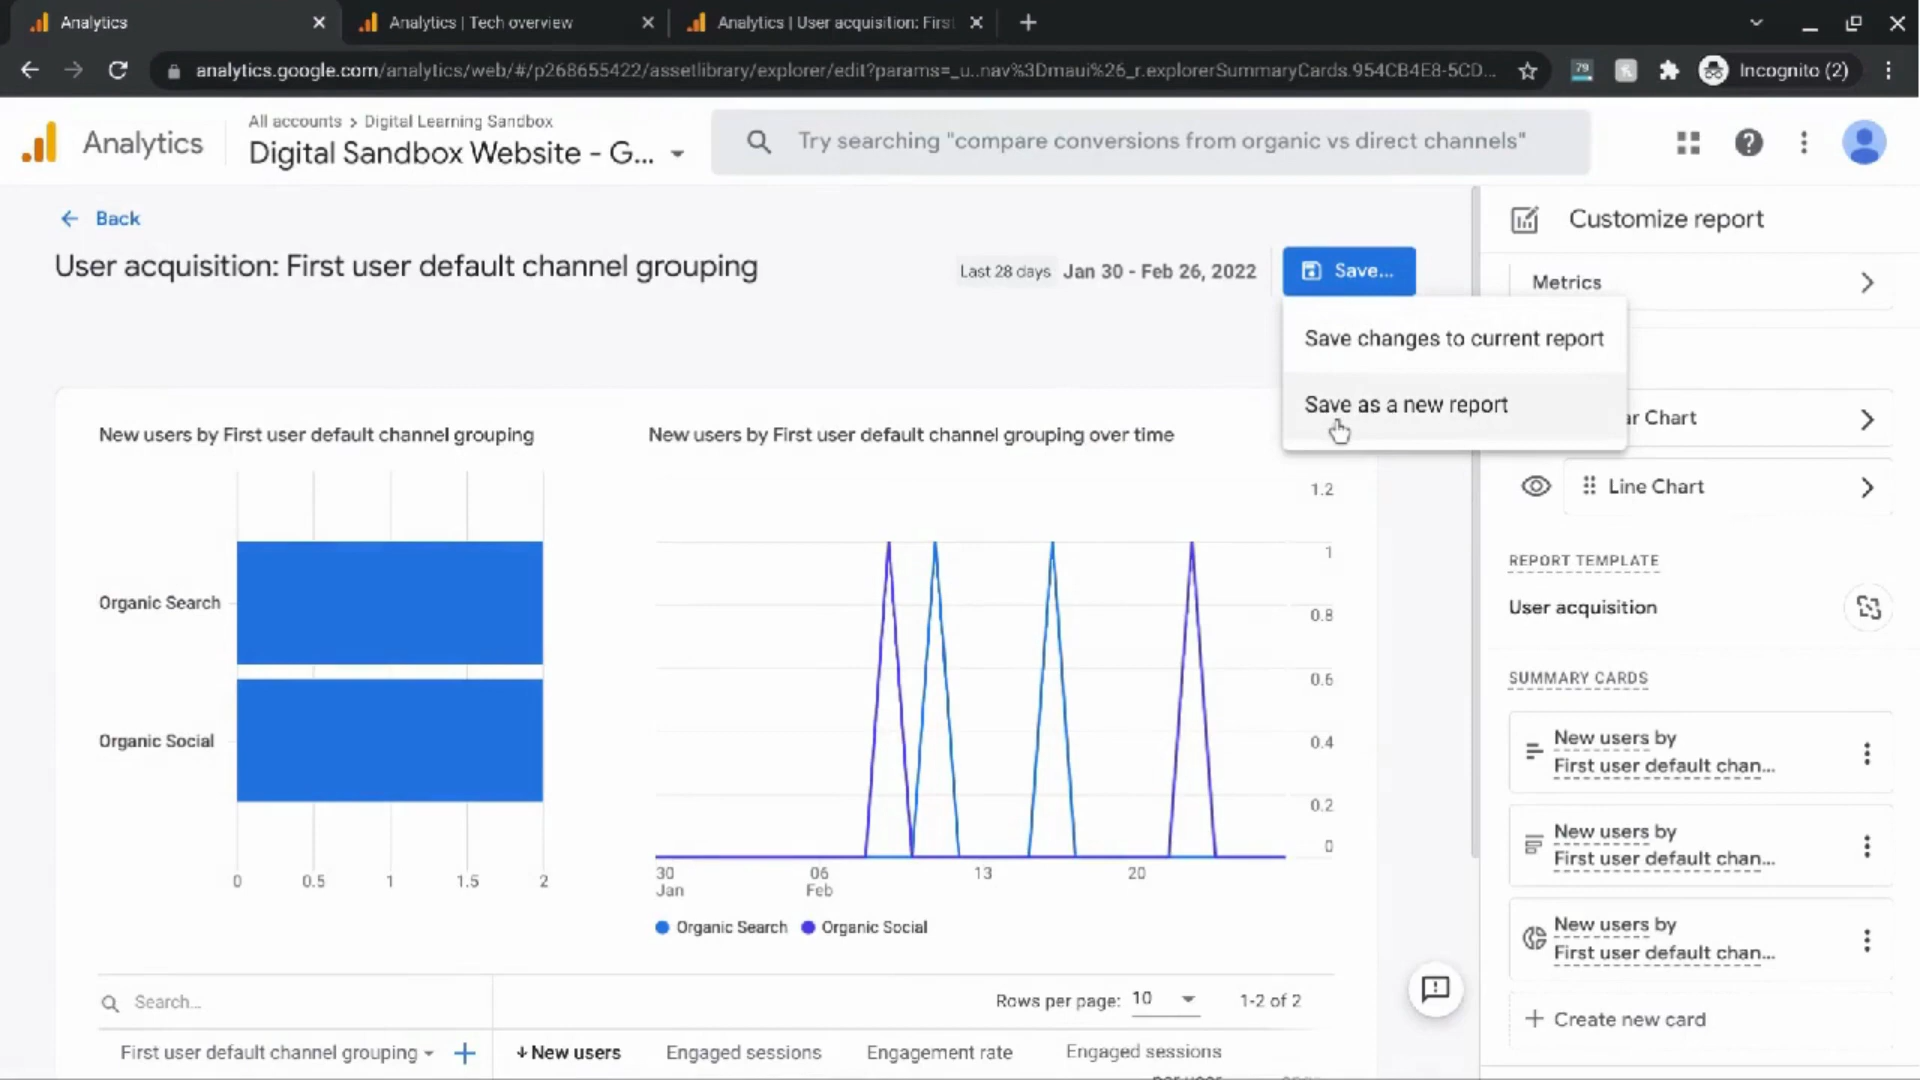 Analytics
Analytics | Tech overview
Analytics | User acquisition: First
analytics.google.com/analytics/web/#/p268655422/assetlibrary/explorer/edit?params=_u..nav%3Dmaui%26_r.explorerSummaryCards.954CB4E8-5CD...
79
Incognito (2)
Analytics
All accounts > Digital Learning Sandbox
Digital Sandbox Website - G...
Try searching "compare conversions from organic vs direct channels"
Back
Customize report
User acquisition: First user default channel grouping
Last 28 days
Jan 30 - Feb 26, 2022
Save...
Metrics
Save changes to current report
Save as a new report
ar Chart
Line Chart
New users by First user default channel grouping
New users by First user default channel grouping over time
Organic Search
Organic Social
0 0.5 1 1.5 2
1.2
1
0.8
0.6
0.4
0.2
0
30 06 13 20
Jan Feb
Organic Search Organic Social
REPORT TEMPLATE
User acquisition
SUMMARY CARDS
New users by
First user default chan...
New users by
First user default chan...
New users by
First user default chan...
+ Create new card
Search...
Rows per page: 10
1-2 of 2
First user default channel grouping
New users
Engaged sessions
Engagement rate
Engaged sessions